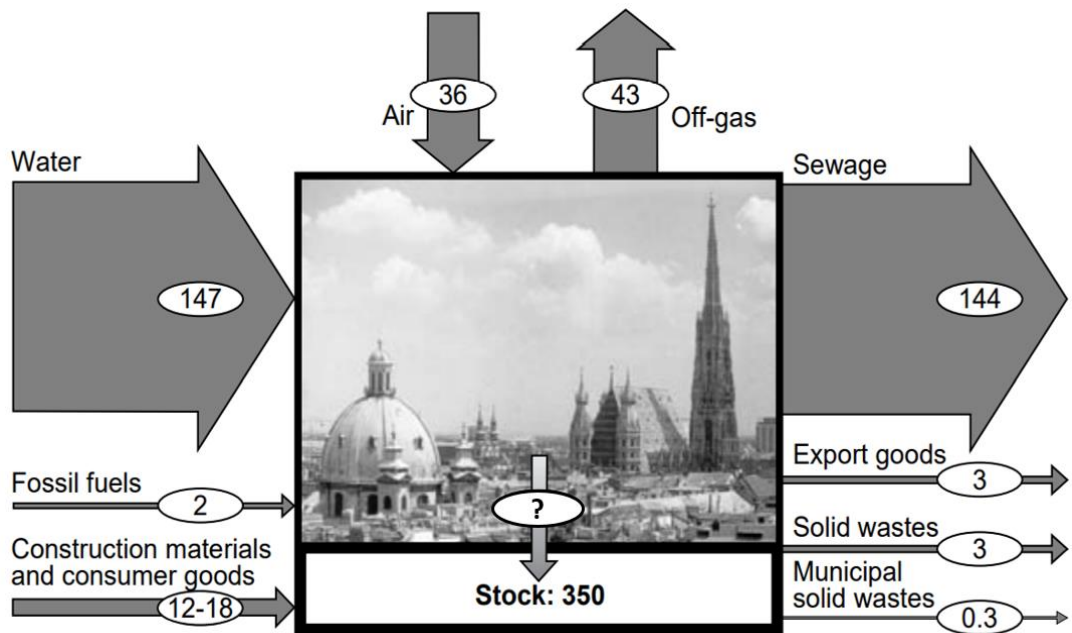 36
Air
43
Off-gas
Water
147
Sewage
144
Fossil fuels
2
Construction materials
and consumer goods
12-18
?
Stock: 350
Export goods
3
Solid wastes
3
Municipal
solid wastes
0.3